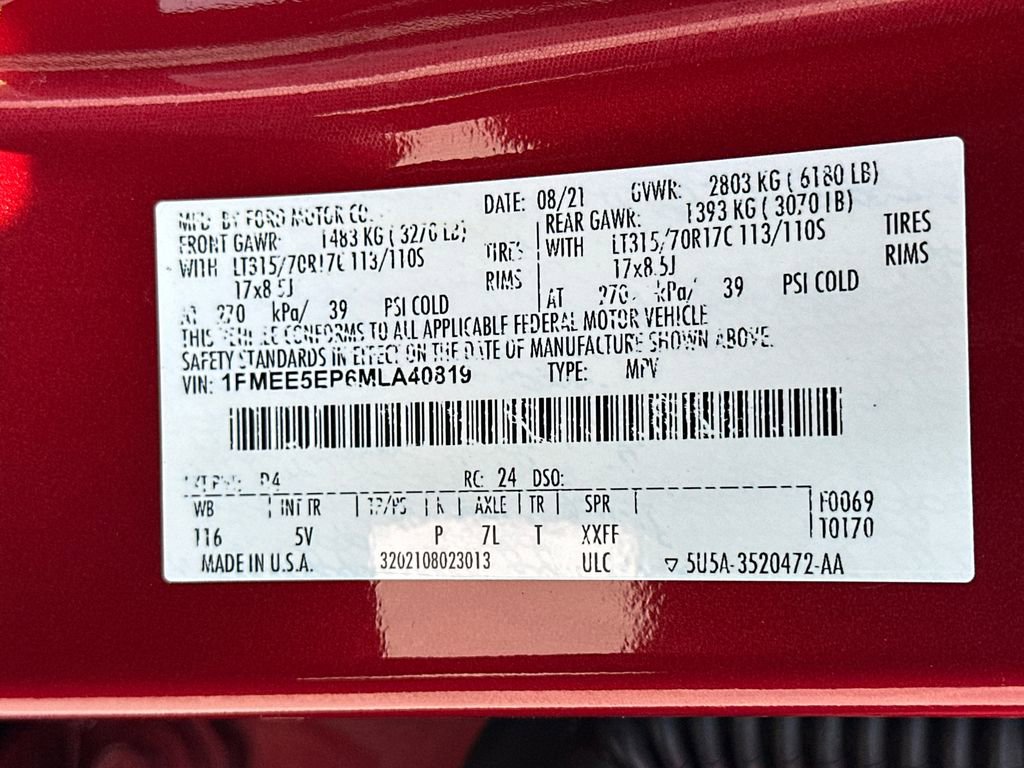 MFD BY FORD MOTOR CO. DATE: 08/21 GVWR: 2803 KG ( 6180 LB)
FRONT GAWR: 1483 KG ( 3270 LB) REAR GAWR: 1393 KG ( 3070 LB)
WITH LT315/70R17C 113/110S TIRES WITH LT315/70R17C 113/110S TIRES
17x8.5J RIMS 17x8.5J RIMS
AT 270 kPa/ 39 PSI COLD AT 270 kPa/ 39 PSI COLD
THIS VEHICLE CONFORMS TO ALL APPLICABLE FEDERAL MOTOR VEHICLE
SAFETY STANDARDS IN EFFECT ON THE DATE OF MANUFACTURE SHOWN ABOVE.
VIN: 1FMEE5EP6MLA40819 TYPE: MPV
EXT PNT: D4 RC: 24 DSO:
WB INT TR TP/PS R AXLE TR SPR F0069
116 5V P 7L T XXFF 10170
MADE IN U.S.A. 3202108023013 ULC ▽ 5U5A-3520472-AA